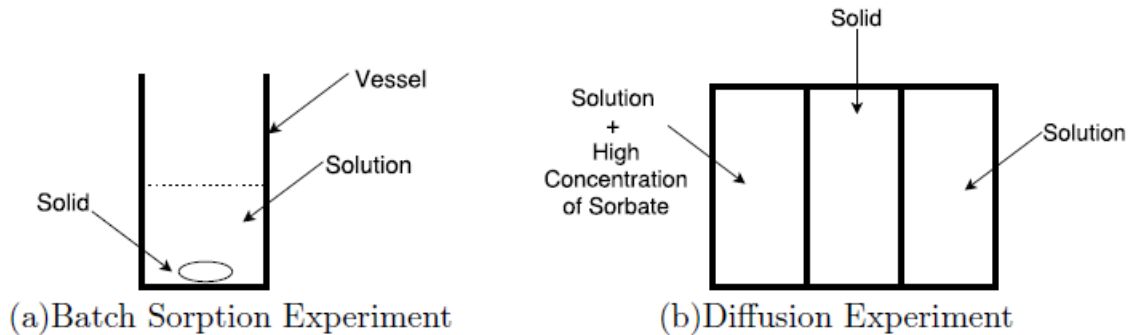 Vessel
Solution
Solid
(a)Batch Sorption Experiment
Solid
Solution
+
High
Concentration
of Sorbate
Solution
(b)Diffusion Experiment